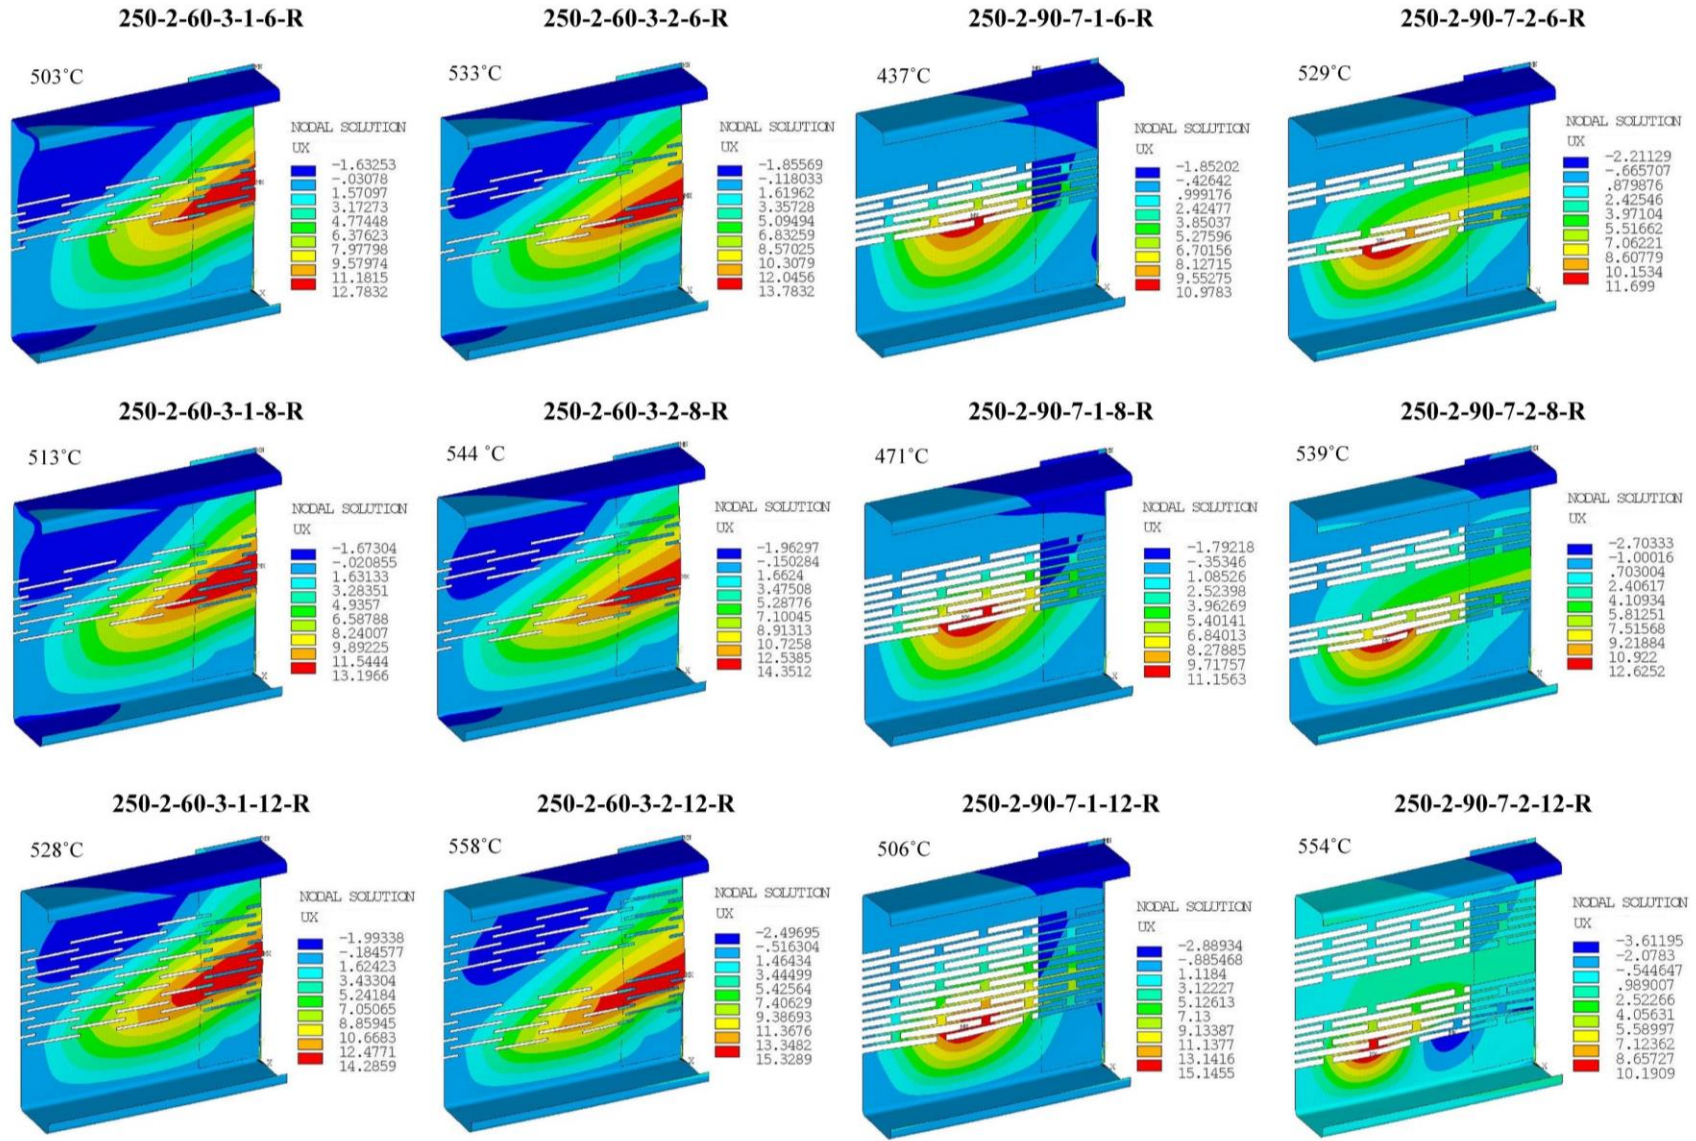 250-2-60-3-1-6-R
503˚C
NODAL SOLUTION
UX
-1.63253
-.03078
1.57097
3.17273
4.77448
6.37623
7.97798
9.57974
11.1815
12.7832
MX
X
250-2-60-3-2-6-R
533˚C
NODAL SOLUTION
UX
-1.85569
-.118033
1.61962
3.35728
5.09494
6.83259
8.57025
10.3079
12.0456
13.7832
X
250-2-90-7-1-6-R
437˚C
NODAL SOLUTION
UX
-1.85202
-.42642
.999176
2.42477
3.85037
5.27596
6.70156
8.12715
9.55275
10.9783
X
250-2-90-7-2-6-R
529˚C
NODAL SOLUTION
UX
-2.21129
-.665707
.879876
2.42546
3.97104
5.51662
7.06221
8.60779
10.1534
11.699
X
250-2-60-3-1-8-R
513˚C
NODAL SOLUTION
UX
-1.67304
-.020855
1.63133
3.28351
4.9357
6.58788
8.24007
9.89225
11.5444
13.1966
X
250-2-60-3-2-8-R
544 ˚C
NODAL SOLUTION
UX
-1.96297
-.150284
1.6624
3.47508
5.28776
7.10045
8.91313
10.7258
12.5385
14.3512
X
250-2-90-7-1-8-R
471˚C
NODAL SOLUTION
UX
-1.79218
-.35346
1.08526
2.52398
3.96269
5.40141
6.84013
8.27885
9.71757
11.1563
X
250-2-90-7-2-8-R
539˚C
NODAL SOLUTION
UX
-2.70333
-1.00016
.703004
2.40617
4.10934
5.81251
7.51568
9.21884
10.922
12.6252
X
250-2-60-3-1-12-R
528˚C
NODAL SOLUTION
UX
-1.99338
-.184577
1.62423
3.43304
5.24184
7.05065
8.85945
10.6683
12.4771
14.2859
X
250-2-60-3-2-12-R
558˚C
NODAL SOLUTION
UX
-2.49695
-.516304
1.46434
3.44499
5.42564
7.40629
9.38693
11.3676
13.3482
15.3289
X
250-2-90-7-1-12-R
506˚C
NODAL SOLUTION
UX
-2.88934
-.885468
1.1184
3.12227
5.12613
7.13
9.13387
11.1377
13.1416
15.1455
X
250-2-90-7-2-12-R
554˚C
NODAL SOLUTION
UX
-3.61195
-2.0783
-.544647
.989007
2.52266
4.05631
5.58997
7.12362
8.65727
10.1909
X